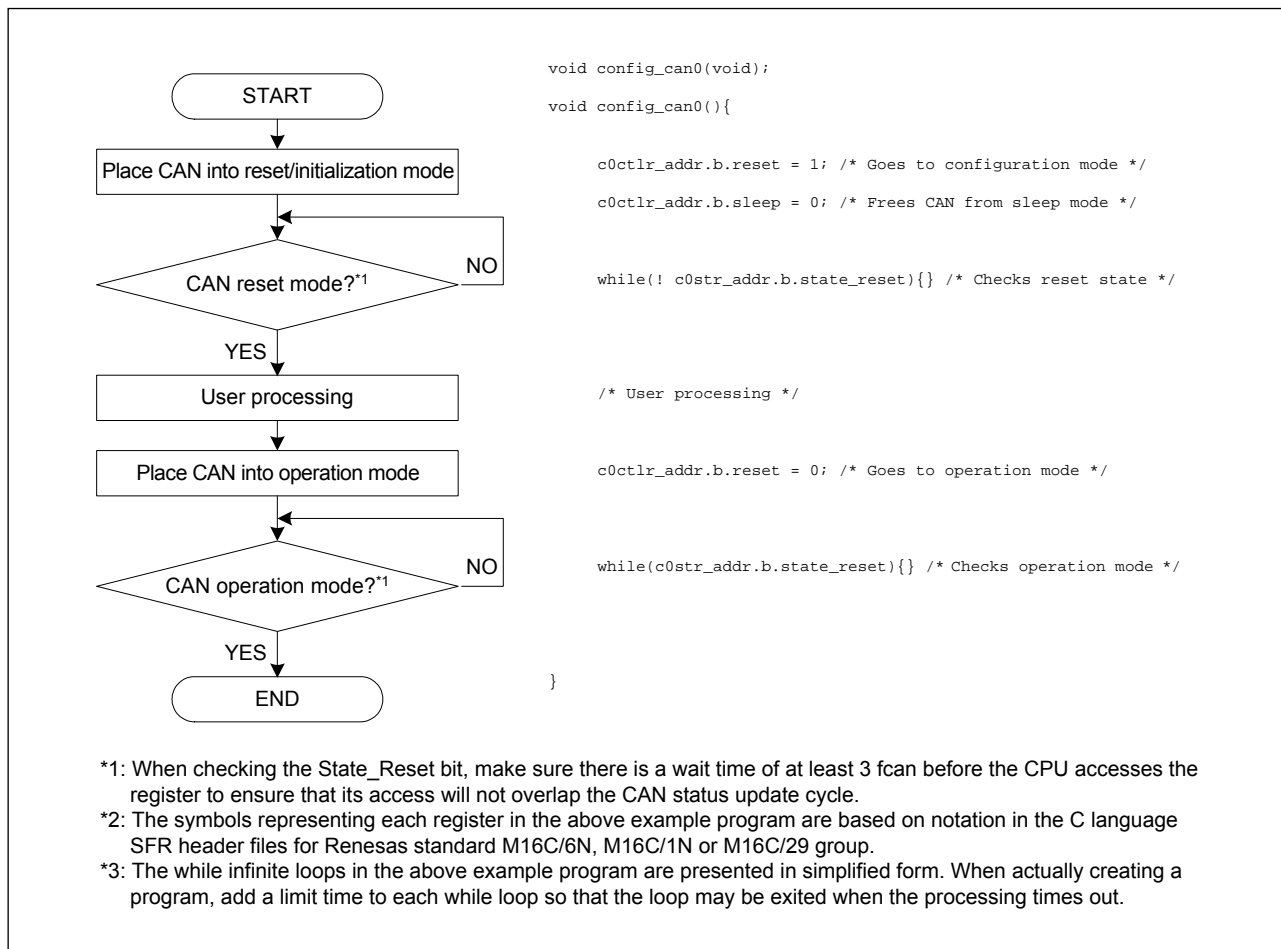 START
Place CAN into reset/initialization mode
CAN reset mode?*1
NO
YES
User processing
Place CAN into operation mode
CAN operation mode?*1
NO
YES
END
void config_can0(void);
void config_can0(){
c0ctlr_addr.b.reset = 1; /* Goes to configuration mode */
c0ctlr_addr.b.sleep = 0; /* Frees CAN from sleep mode */
while(! c0str_addr.b.state_reset){} /* Checks reset state */
/* User processing */
c0ctlr_addr.b.reset = 0; /* Goes to operation mode */
while(c0str_addr.b.state_reset){} /* Checks operation mode */
}
*1: When checking the State_Reset bit, make sure there is a wait time of at least 3 fcan before the CPU accesses the
register to ensure that its access will not overlap the CAN status update cycle.
*2: The symbols representing each register in the above example program are based on notation in the C language
SFR header files for Renesas standard M16C/6N, M16C/1N or M16C/29 group.
*3: The while infinite loops in the above example program are presented in simplified form. When actually creating a
program, add a limit time to each while loop so that the loop may be exited when the processing times out.